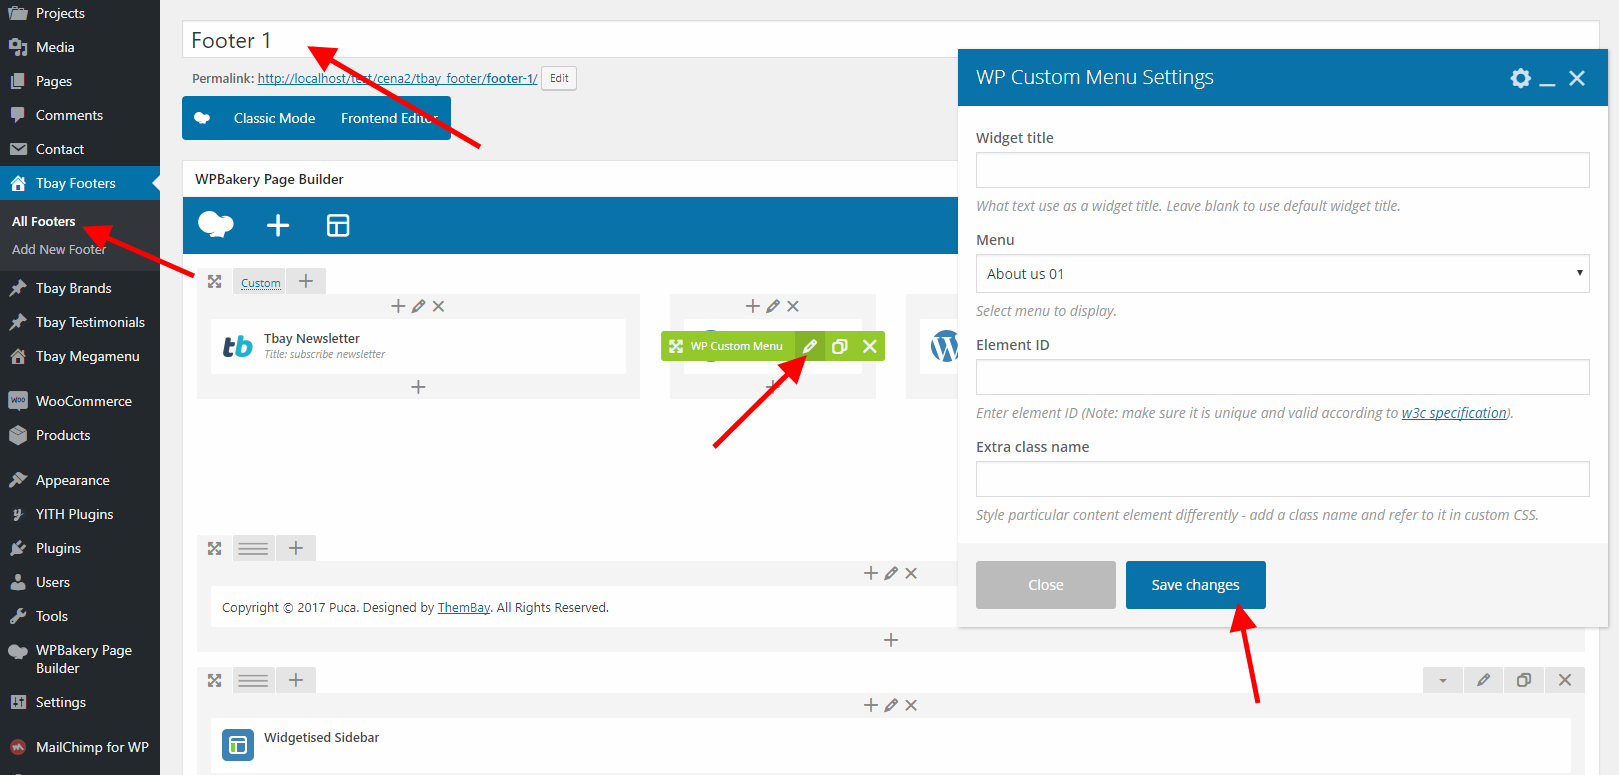 Projects
Media
Pages
Comments
Contact
Tbay Footers
All Footers
Add New Footer
Tbay Brands
Tbay Testimonials
Tbay Megamenu
WooCommerce
Products
Appearance
YITH Plugins
Plugins
Users
Tools
WPBakery Page
Builder
Settings
MailChimp for WP
Footer 1
Permalink: http://localhost/test/cena2/tbay_footer/footer-1/ Edit
Classic Mode Frontend Editor
WPBakery Page Builder
Custom
tb
Tbay Newsletter
Title: subscribe newsletter
WP Custom Menu
Copyright © 2017 Puca. Designed by ThemBay. All Rights Reserved.
Widgetised Sidebar
WP Custom Menu Settings
Widget title
What text use as a widget title. Leave blank to use default widget title.
Menu
About us 01
Select menu to display.
Element ID
Enter element ID (Note: make sure it is unique and valid according to w3c specification).
Extra class name
Style particular content element differently - add a class name and refer to it in custom CSS.
Close Save changes